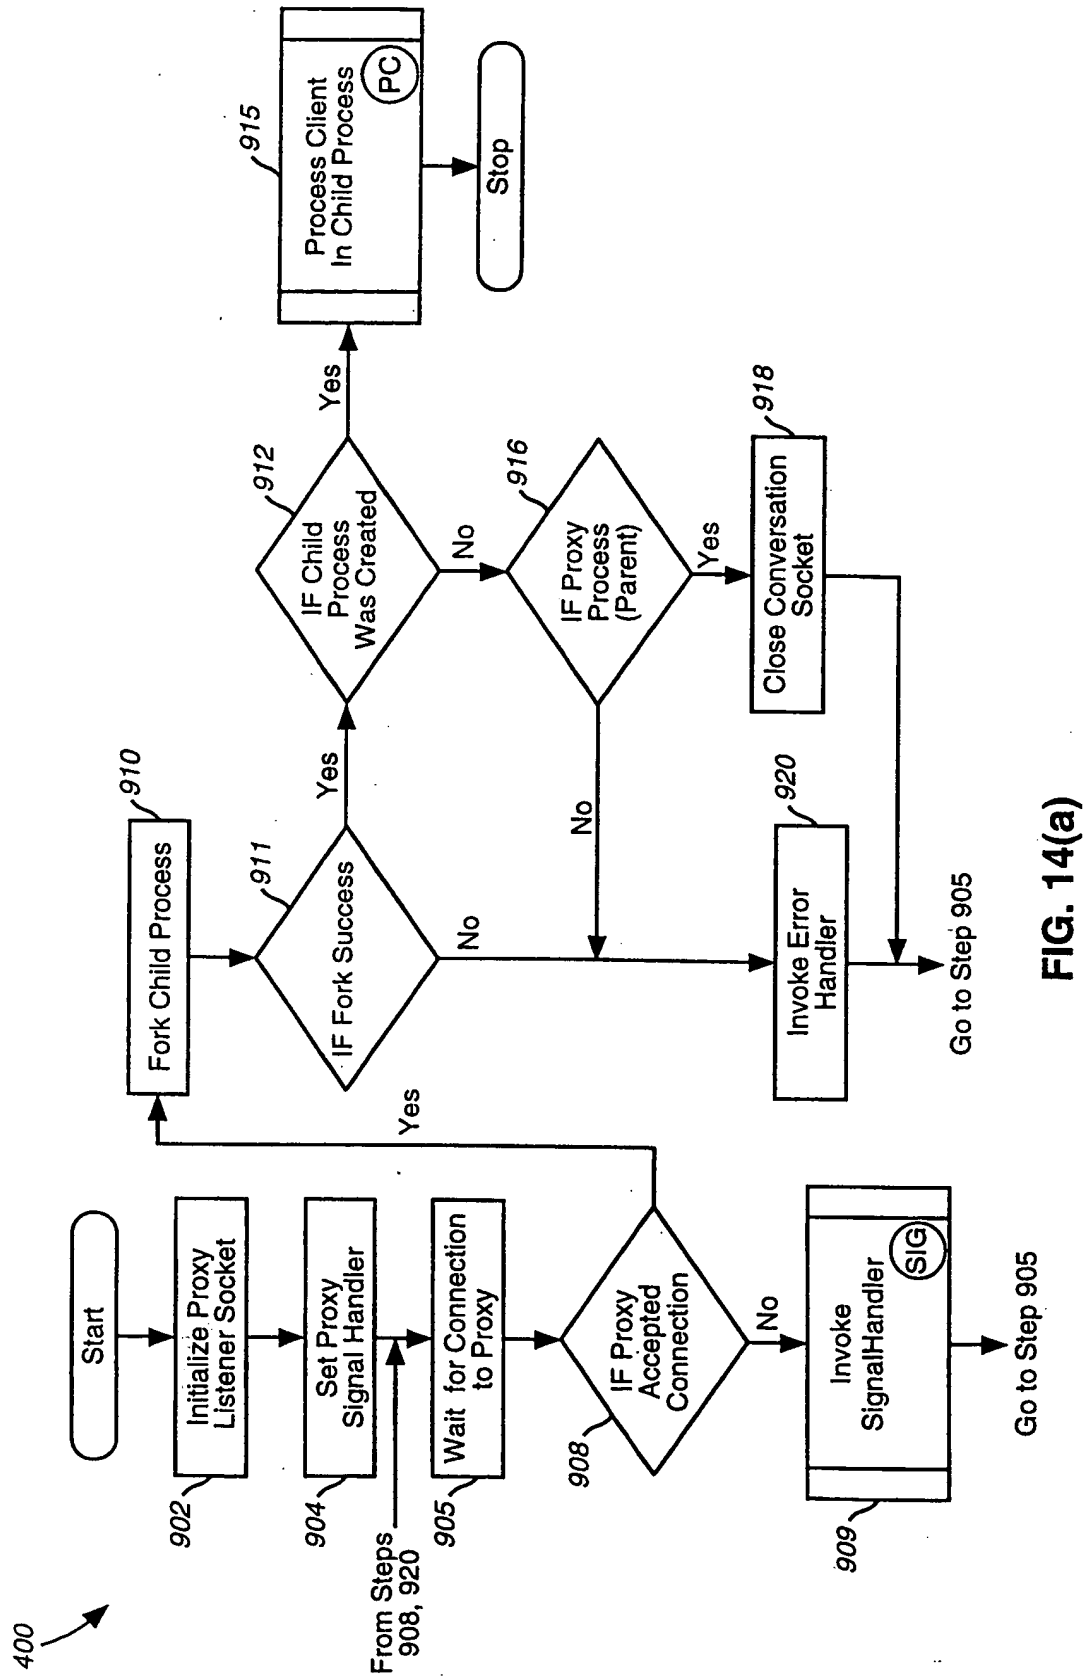 400
Start
902
Initialize Proxy
Listener Socket
904
Set Proxy
Signal Handler
From Steps
908, 920
905
Wait for Connection
to Proxy
908
IF Proxy
Accepted
Connection
Yes
No
909
Invoke
SignalHandler
SIG
Go to Step 905
910
Fork Child Process
911
IF Fork Success
Yes
No
912
IF Child
Process
Was Created
Yes
No
915
Process Client
In Child Process
PC
Stop
916
IF Proxy
Process
(Parent)
Yes
No
918
Close Conversation
Socket
920
Invoke Error
Handler
Go to Step 905
FIG. 14(a)